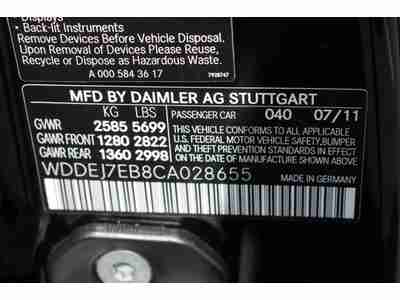 Displays
• Back-lit Instruments
Remove Devices Before Vehicle Disposal.
Upon Removal of Devices Please Reuse,
Recycle or Dispose as Hazardous Waste.
A 000 584 36 17
MFD BY DAIMLER AG STUTTGART
KG LBS PASSENGER CAR 040 07/11
GVWR 2585 5699
GAWR FRONT 1280 2822
GAWR REAR 1360 2998
THIS VEHICLE CONFORMS TO ALL APPLICABLE
U.S. FEDERAL MOTOR VEHICLE SAFETY,BUMPER
AND THEFT PREVENTION STANDARDS IN EFFECT
ON THE DATE OF MANUFACTURE SHOWN ABOVE
WDDEJ7EB8CA028655
MADE IN GERMANY